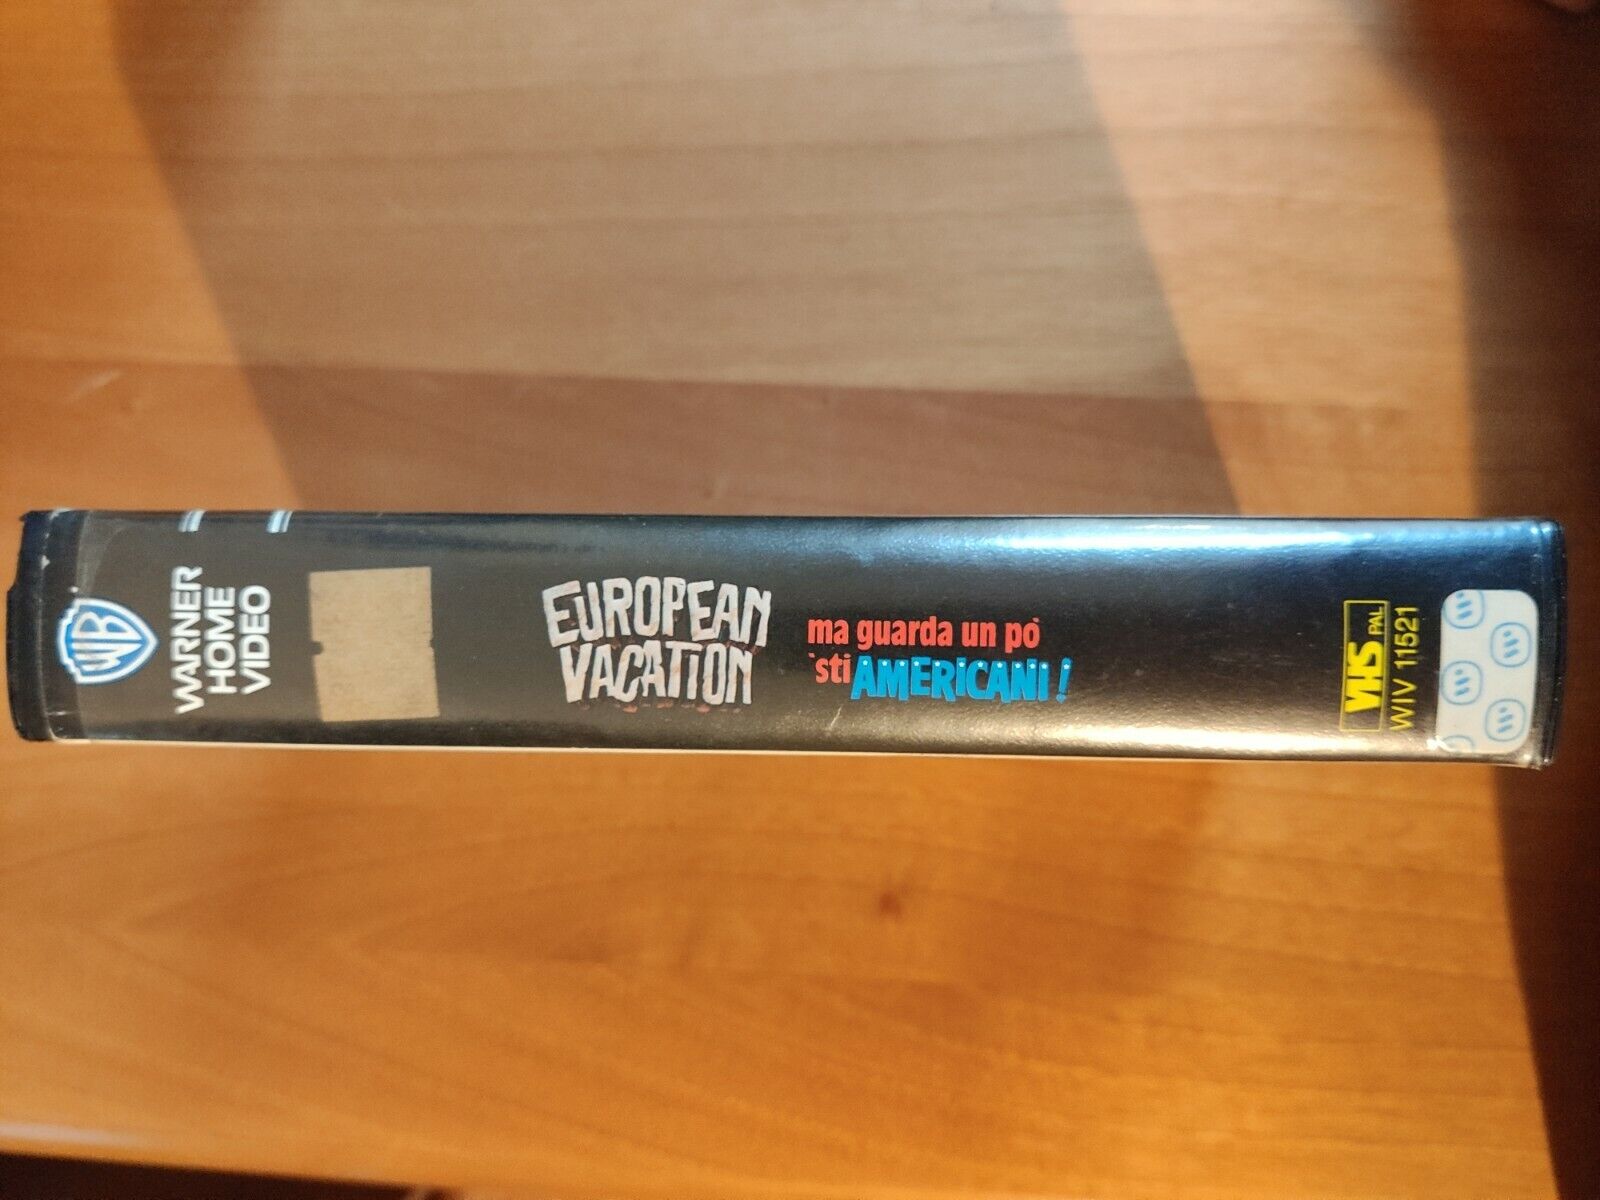 WB
WARNER
HOME
VIDEO
EUROPEAN
VACATION
ma guarda un pò
'sti AMERICANI!
VHS PAL
WIV 11521